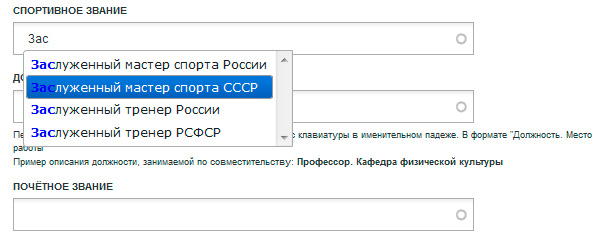 СПОРТИВНОЕ ЗВАНИЕ
Зас
Заслуженный мастер спорта России
Заслуженный мастер спорта СССР
Заслуженный тренер России
Заслуженный тренер РСФСР
ДО
Пе с клавиатуры в именительном падеже. В формате "Должность. Место
работы"
Пример описания должности, занимаемой по совместительству: Профессор. Кафедра физической культуры
ПОЧЁТНОЕ ЗВАНИЕ